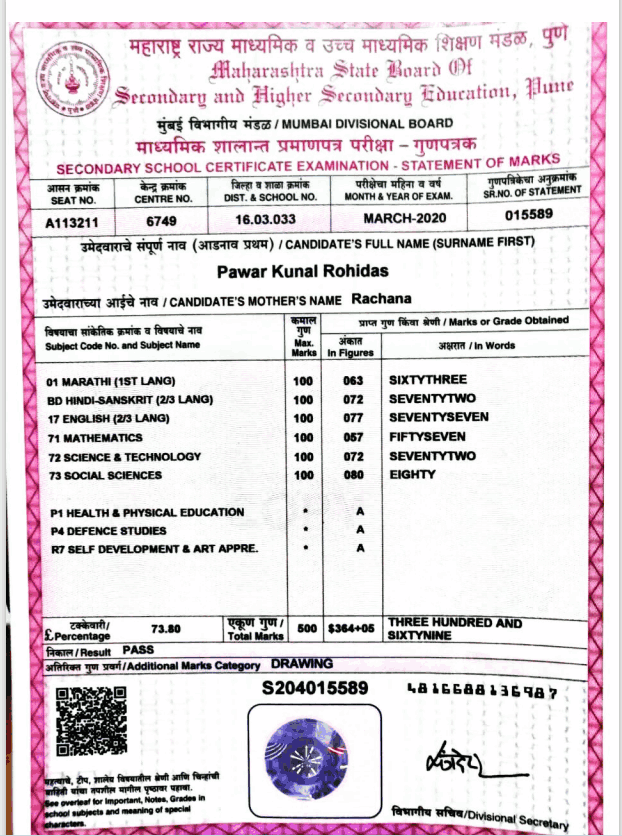 महाराष्ट्र राज्य माध्यमिक व उच्च माध्यमिक शिक्षण मंडळ, पुणे
Maharashtra State Board Of
Secondary and Higher Secondary Education, Pune
मुंबई विभागीय मंडळ / MUMBAI DIVISIONAL BOARD
माध्यमिक शालान्त प्रमाणपत्र परीक्षा – गुणपत्रक
SECONDARY SCHOOL CERTIFICATE EXAMINATION - STATEMENT OF MARKS
आसन क्रमांक केन्द्र क्रमांक जिल्हा व शाळा क्रमांक परीक्षेचा महिना व वर्ष गुणपत्रिकेचा अनुक्रमांक
SEAT NO. CENTRE NO. DIST. & SCHOOL NO. MONTH & YEAR OF EXAM. SR.NO. OF STATEMENT
A113211 6749 16.03.033 MARCH-2020 015589
उमेदवाराचे संपूर्ण नाव (आडनाव प्रथम) / CANDIDATE'S FULL NAME (SURNAME FIRST)
Pawar Kunal Rohidas
उमेदवाराच्या आईचे नाव / CANDIDATE'S MOTHER'S NAME Rachana
विषयाचा सांकेतिक क्रमांक व विषयाचे नाव कमाल गुण प्राप्त गुण किंवा श्रेणी / Marks or Grade Obtained
Subject Code No. and Subject Name Max. Marks अंकात In Figures अक्षरात / In Words
01 MARATHI (1ST LANG) 100 063 SIXTYTHREE
BD HINDI-SANSKRIT (2/3 LANG) 100 072 SEVENTYTWO
17 ENGLISH (2/3 LANG) 100 077 SEVENTYSEVEN
71 MATHEMATICS 100 057 FIFTYSEVEN
72 SCIENCE & TECHNOLOGY 100 072 SEVENTYTWO
73 SOCIAL SCIENCES 100 080 EIGHTY
P1 HEALTH & PHYSICAL EDUCATION * A
P4 DEFENCE STUDIES * A
R7 SELF DEVELOPMENT & ART APPRE. * A
टक्केवारी/ एकूण गुण / THREE HUNDRED AND
£Percentage 73.80 Total Marks 500 $364+05 SIXTYNINE
निकाल / Result PASS
अतिरिक्त गुण प्रवर्ग/Additional Marks Category DRAWING
S204015589
महत्वाचे, टीप, शालेय विषयातील श्रेणी आणि चिन्हांची
माहिती यांचा तपशील मागील पृष्ठावर पहावा.
See overleaf for Important, Notes, Grades in
school subjects and meaning of special
characters.
विभागीय सचिव/Divisional Secretary